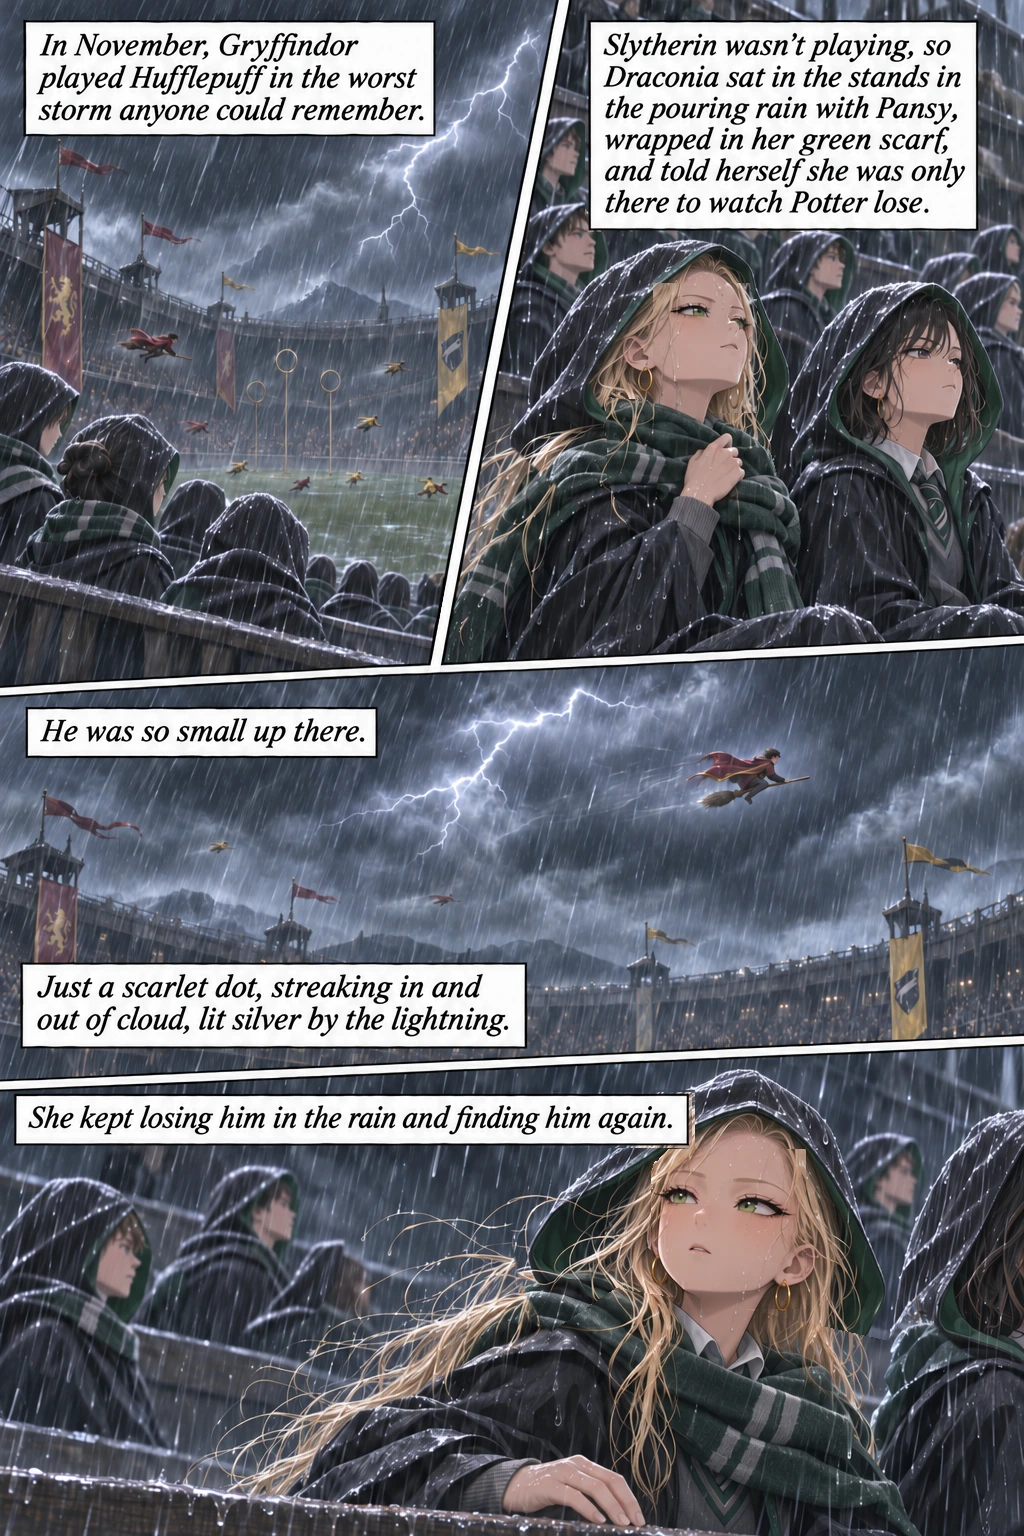 In November, Gryffindor
played Hufflepuff in the worst
storm anyone could remember.
Slytherin wasn't playing, so
Draconia sat in the stands in
the pouring rain with Pansy,
wrapped in her green scarf,
and told herself she was only
there to watch Potter lose.
He was so small up there.
Just a scarlet dot, streaking in and
out of cloud, lit silver by the lightning.
She kept losing him in the rain and finding him again.